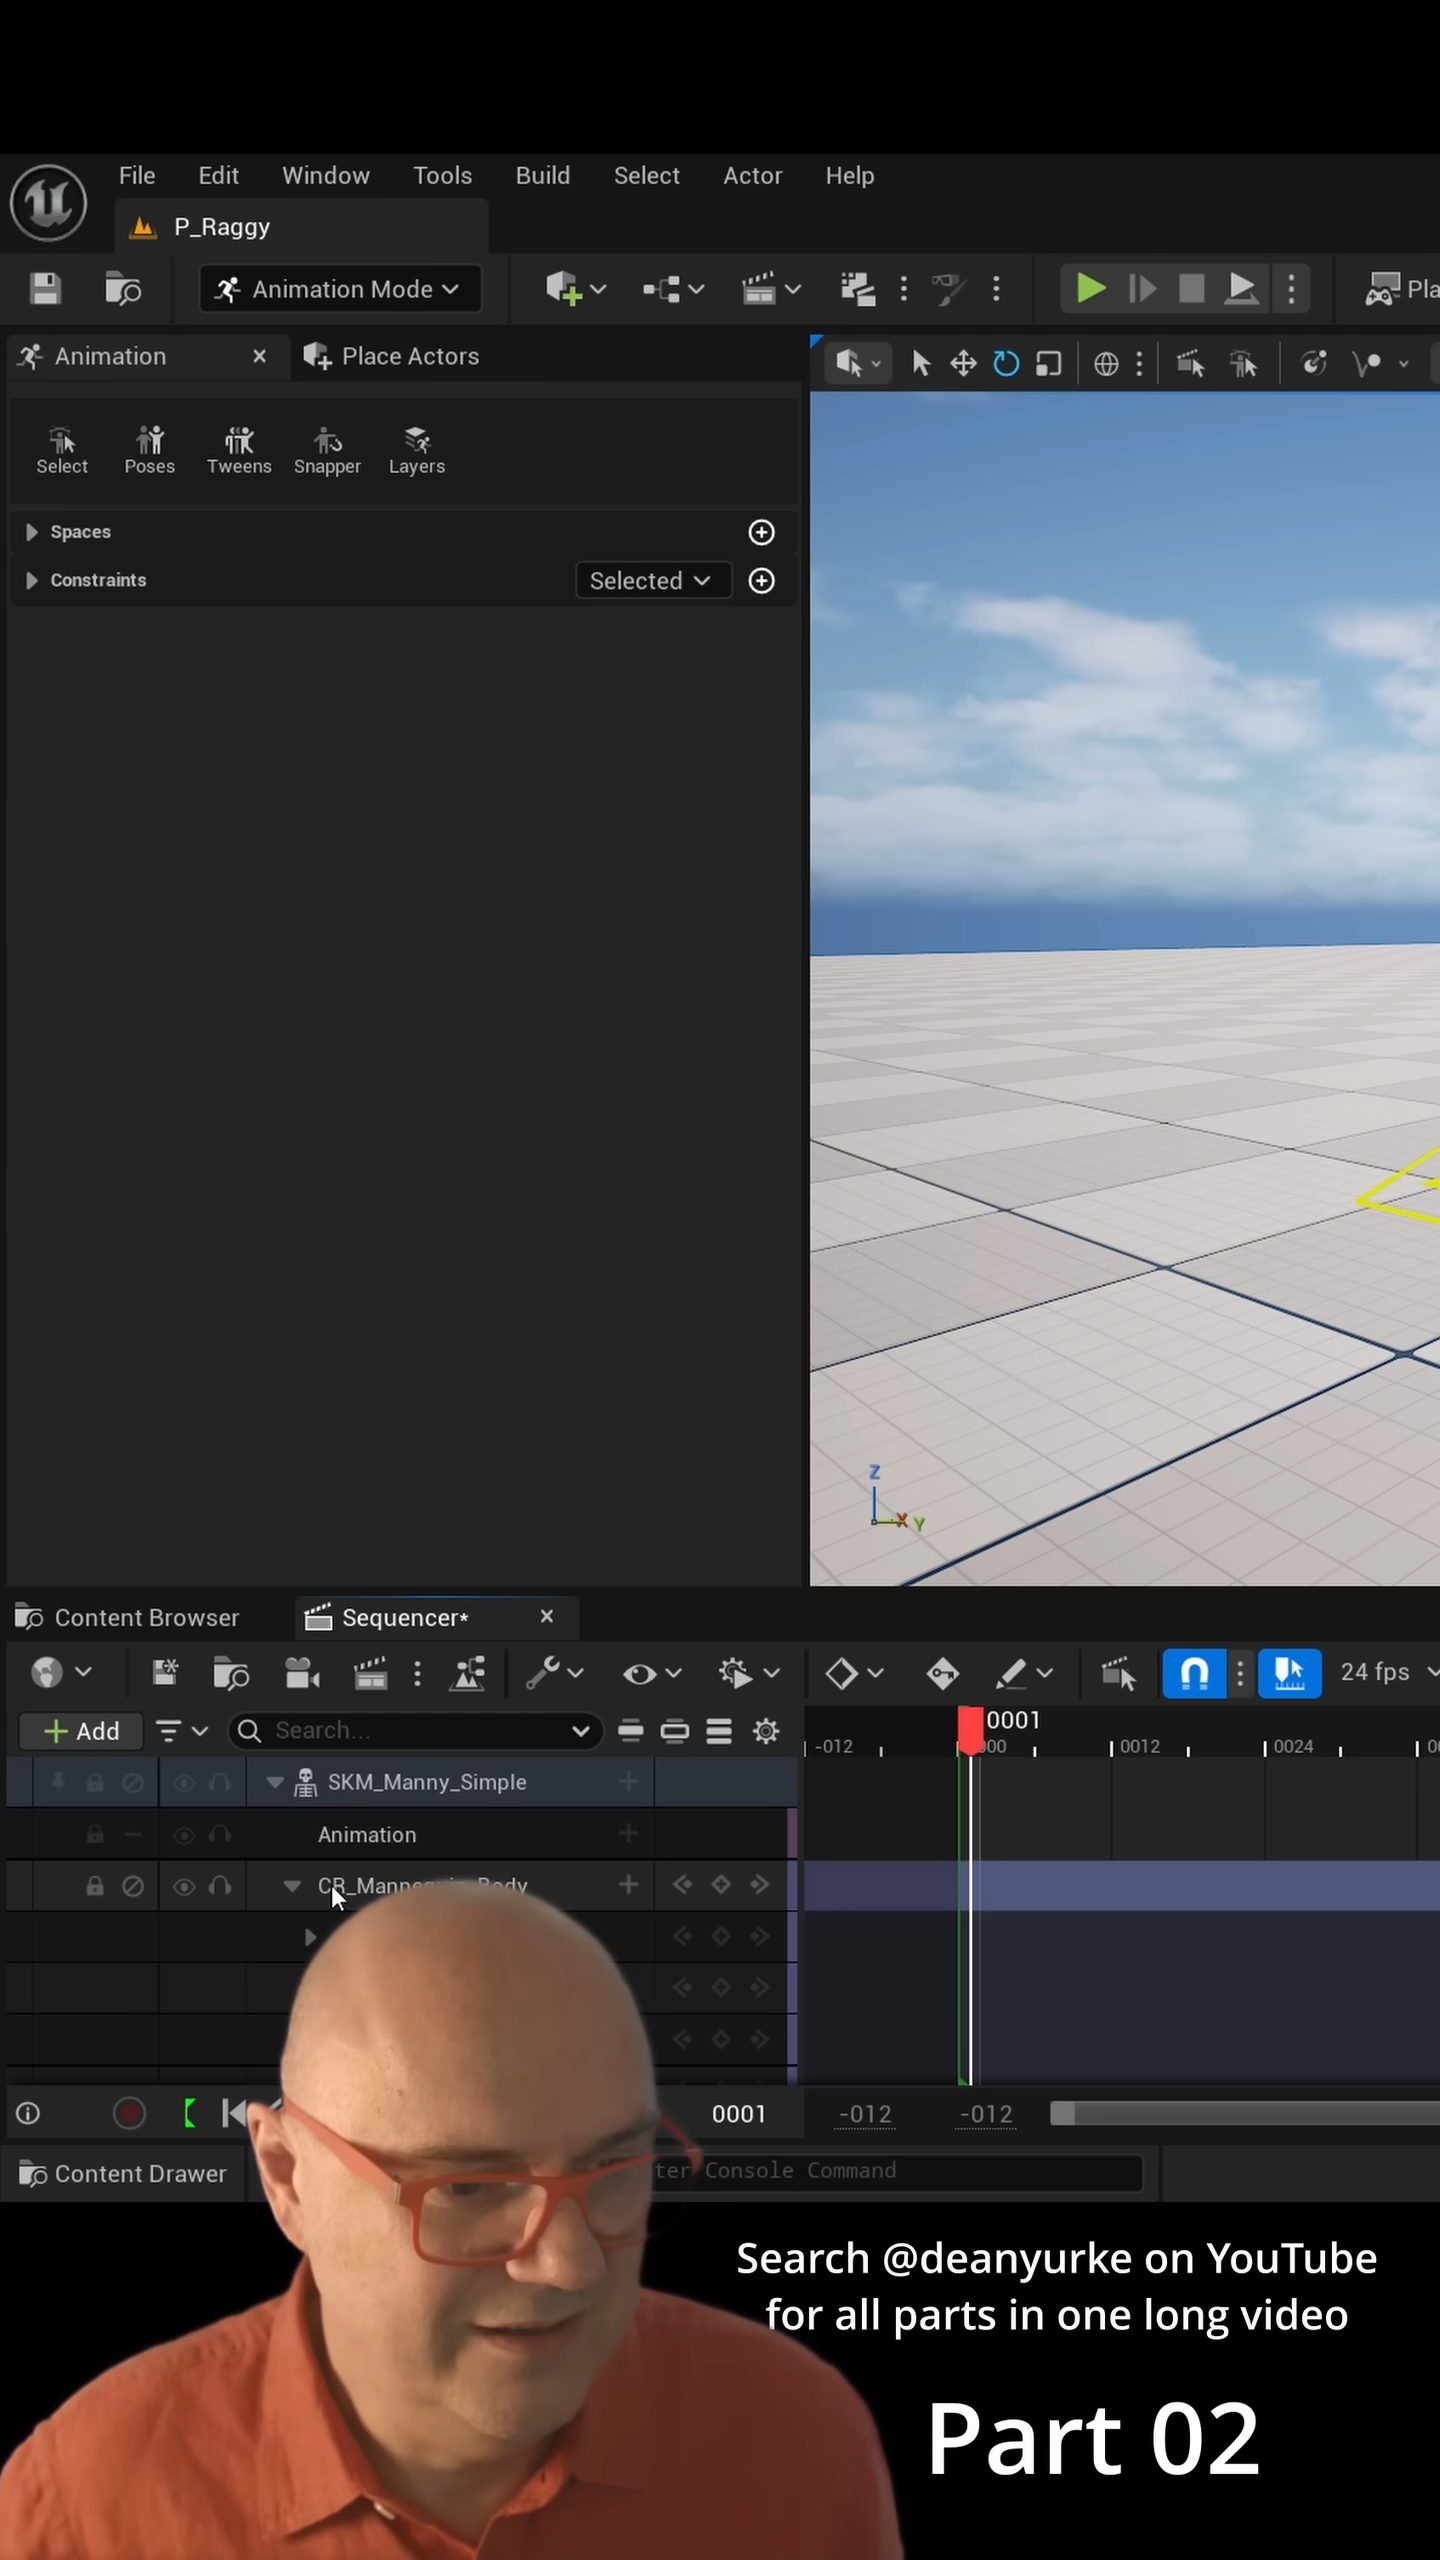 File Edit Window Tools Build Select Actor Help
P_Raggy
Animation Mode
Animation Place Actors
Select Poses Tweens Snapper Layers
Spaces
Constraints Selected
Z
X Y
Content Browser Sequencer*
24 fps
Add Search...
0001
-012 0012 0024
SKM_Manny_Simple
Animation
0001 -012 -012
Content Drawer Console Command
Search @deanyurke on YouTube
for all parts in one long video
Part 02